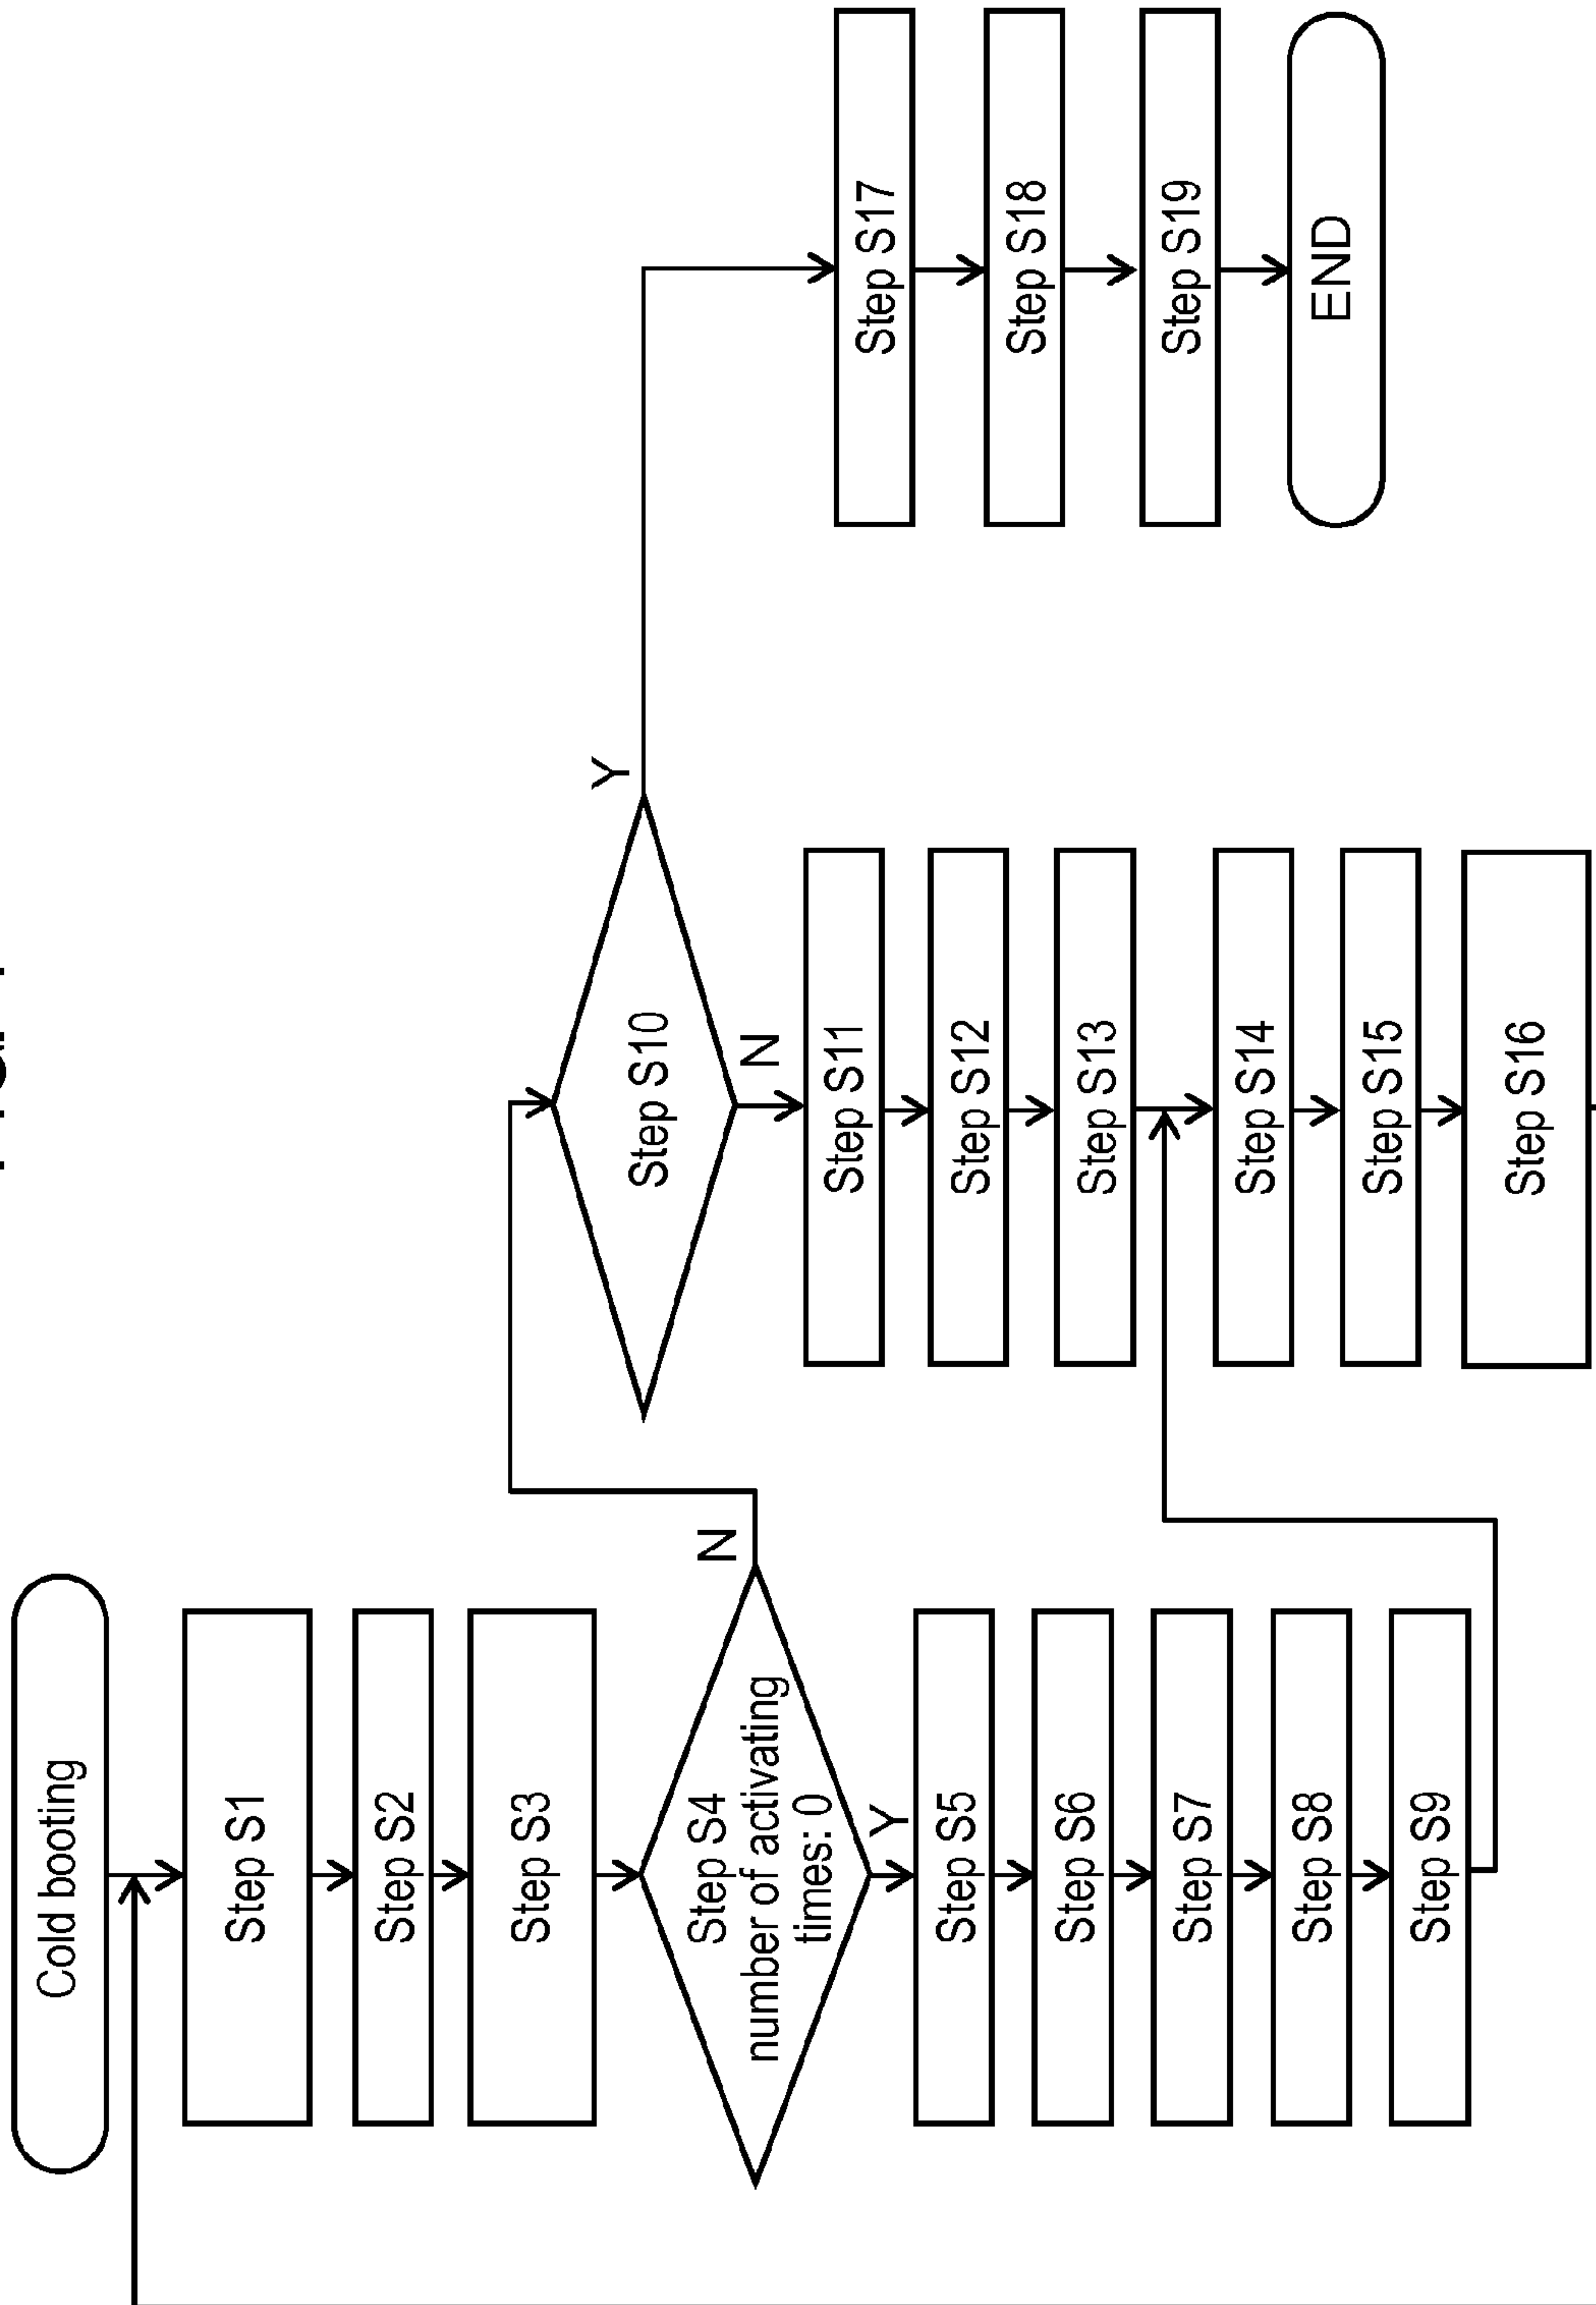 Cold booting
Step S1
Step S2
Step S3
Step S4
number of activating
times: 0
N
Y
Step S5
Step S6
Step S7
Step S8
Step S9
Step S10
Y
N
Step S11
Step S12
Step S13
Step S14
Step S15
Step S16
Step S17
Step S18
Step S19
END